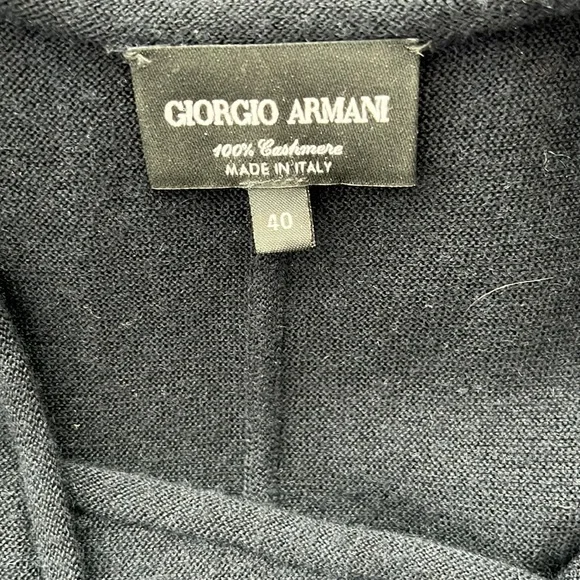 GIORGIO ARMANI
100% Cashmere
MADE IN ITALY
40